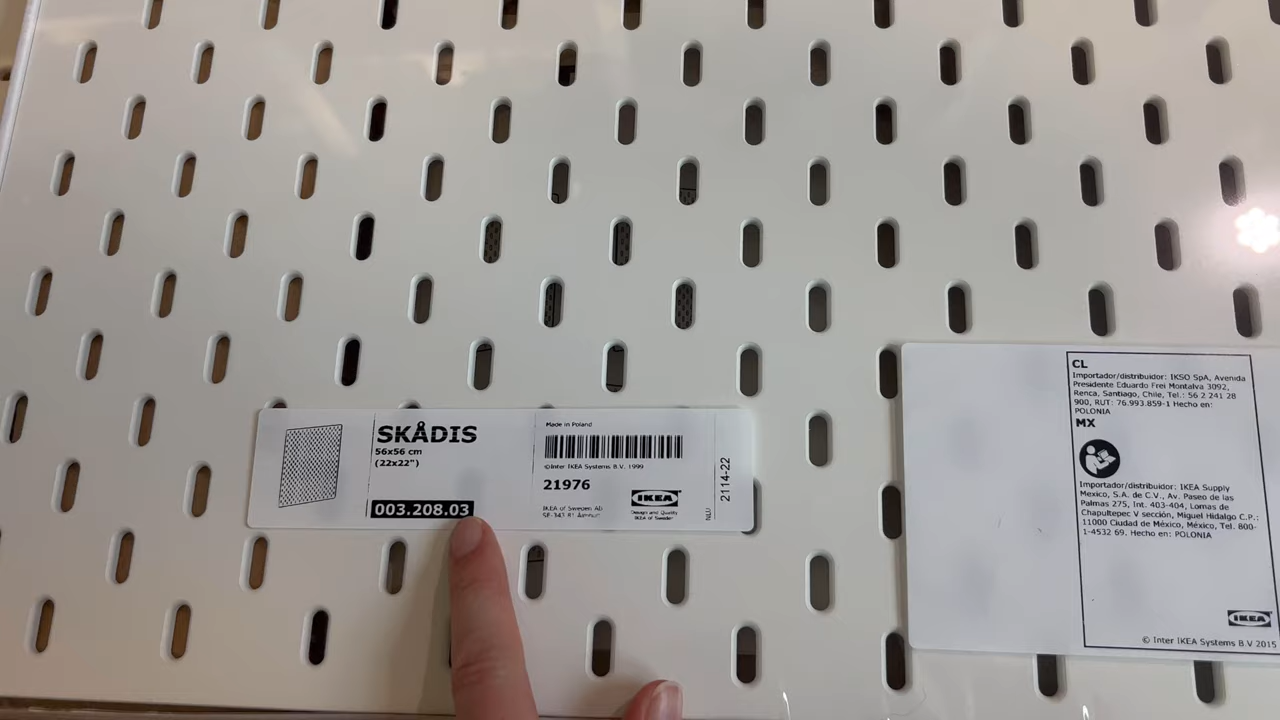 SKÅDIS
56x56 cm
(22x22")
003.208.03
Made in Poland
©Inter IKEA Systems B.V. 1999
21976
IKEA of Sweden AB
IKEA
Design and Quality
IKEA of Sweden
2114-22
CL
Importador/distribuidor: IKSO SpA, Avenida
Presidente Eduardo Frei Montalva 3092,
Renca, Santiago, Chile, Tel.: 56 2 241 28
900, RUT: 76.993.859-1 Hecho en:
POLONIA
MX
Importador/distribuidor: IKEA Supply
Mexico, S.A. de C.V., Av. Paseo de las
Palmas 275, Int. 403-404, Lomas de
Chapultepec V sección, Miguel Hidalgo C.P.:
11000 Ciudad de México, México, Tel. 800-
1-4532 69. Hecho en: POLONIA
IKEA
© Inter IKEA Systems B.V 2015